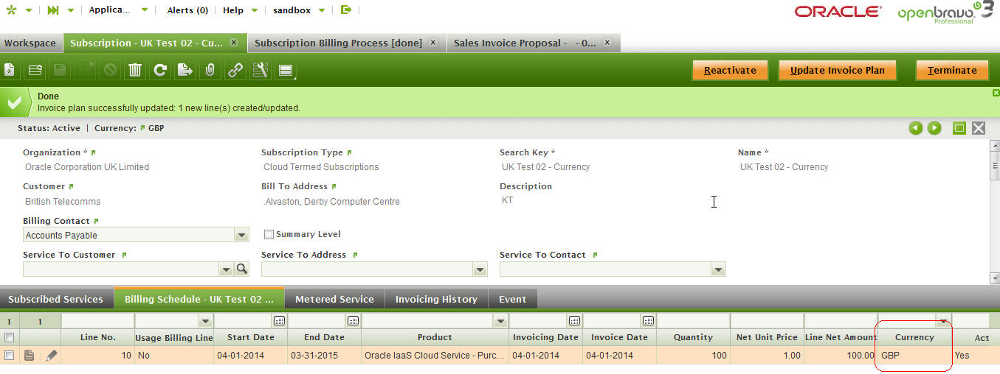 Applica... Alerts (0) Help sandbox ORACLE® openbravo 3 Professional
Workspace Subscription - UK Test 02 - Cu... Subscription Billing Process [done] Sales Invoice Proposal - - 0...
Reactivate Update Invoice Plan Terminate
Done
Invoice plan successfully updated: 1 new line(s) created/updated.
Status: Active | Currency: GBP
Organization * Subscription Type Search Key * Name *
Oracle Corporation UK Limited Cloud Termed Subscriptions UK Test 02 - Currency UK Test 02 - Currency
Customer Bill To Address Description
British Telecomms .Alvaston, Derby Computer Centre KT
Billing Contact
Accounts Payable Summary Level
Service To Customer Service To Address Service To Contact
Subscribed Services Billing Schedule - UK Test 02 ... Metered Service Invoicing History Event
1 1
Line No. Usage Billing Line Start Date End Date Product Invoicing Date Invoice Date Quantity Net Unit Price Line Net Amount Currency Act
10 No 04-01-2014 03-31-2015 Oracle IaaS Cloud Service - Purc... 04-01-2014 04-01-2014 100 1.00 100.00 GBP Yes